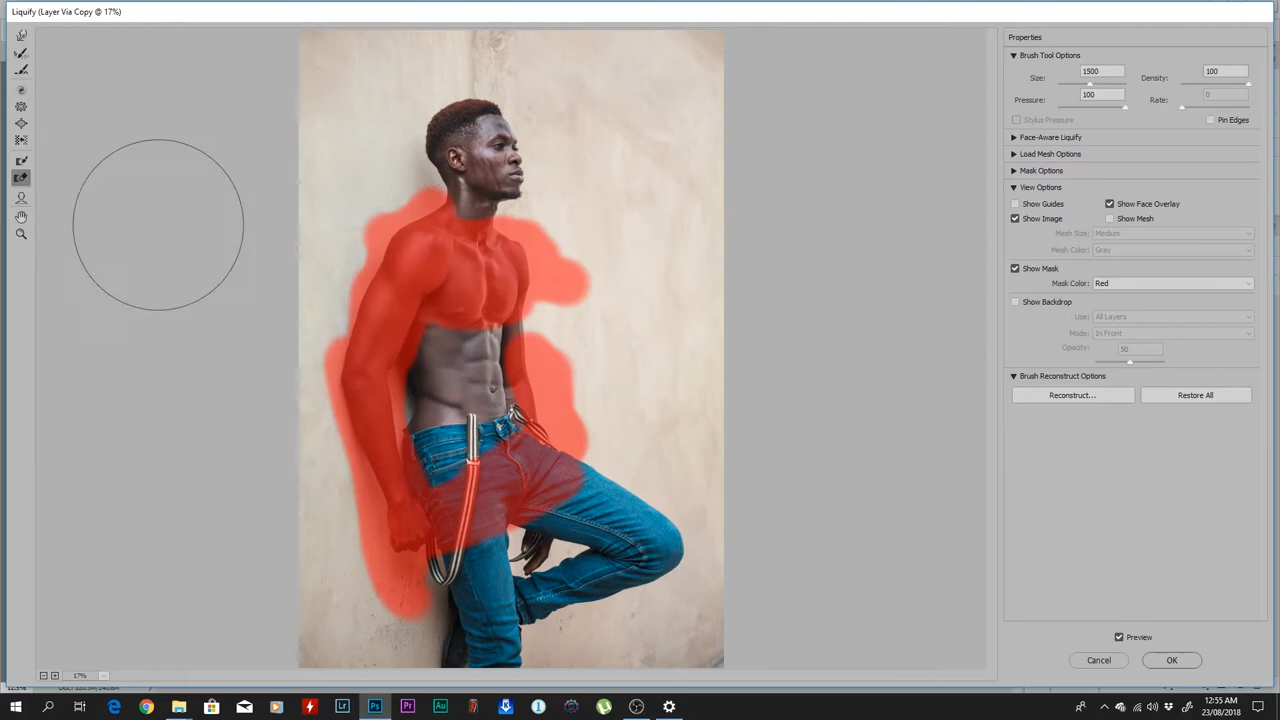 Liquify (Layer Via Copy @ 17%)
Properties
Brush Tool Options
Size: 1500 Density: 100
Pressure: 100 Rate: 0
Stylus Pressure Pin Edges
Face-Aware Liquify
Load Mesh Options
Mask Options
View Options
Show Guides Show Face Overlay
Show Image Show Mesh
Mesh Size: Medium
Mesh Color: Gray
Show Mask
Mask Color: Red
Show Backdrop
Use: All Layers
Mode: In Front
Opacity: 50
Brush Reconstruct Options
Reconstruct... Restore All
Preview
Cancel OK
17%
Lr Ps Pr Au
12:55 AM
23/08/2018